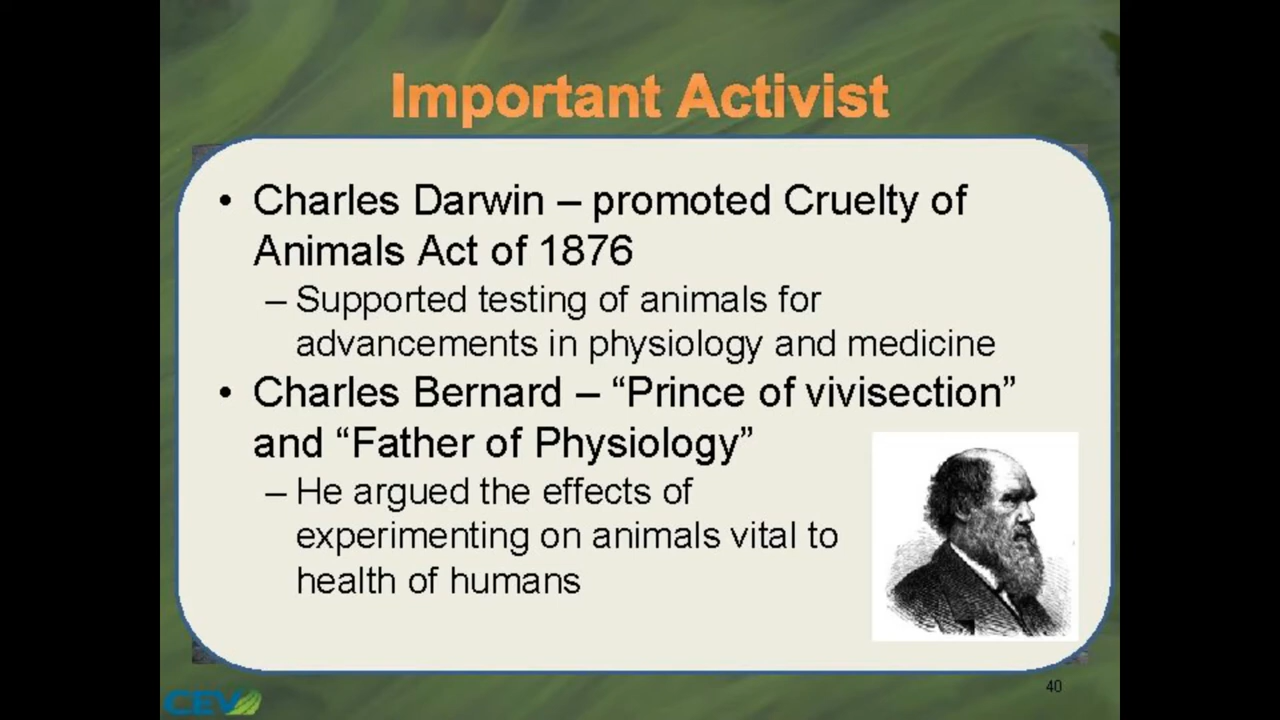 Important Activist
• Charles Darwin – promoted Cruelty of
Animals Act of 1876
– Supported testing of animals for
advancements in physiology and medicine
• Charles Bernard – “Prince of vivisection”
and “Father of Physiology”
– He argued the effects of
experimenting on animals vital to
health of humans
40
CEV